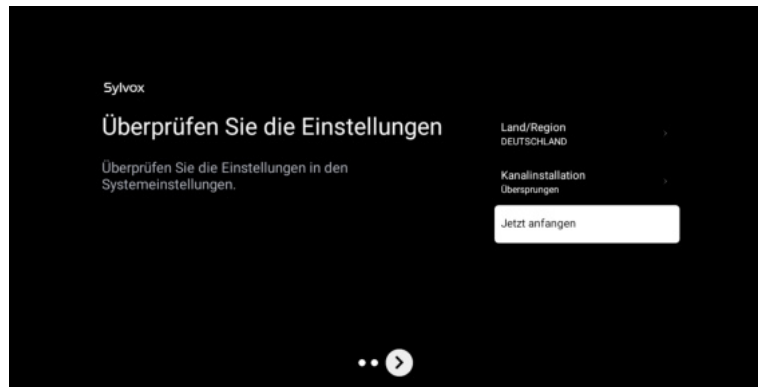 Sylvox
Überprüfen Sie die Einstellungen
Überprüfen Sie die Einstellungen in den
Systemeinstellungen.
Land/Region
DEUTSCHLAND
Kanalinstallation
Übersprungen
Jetzt anfangen